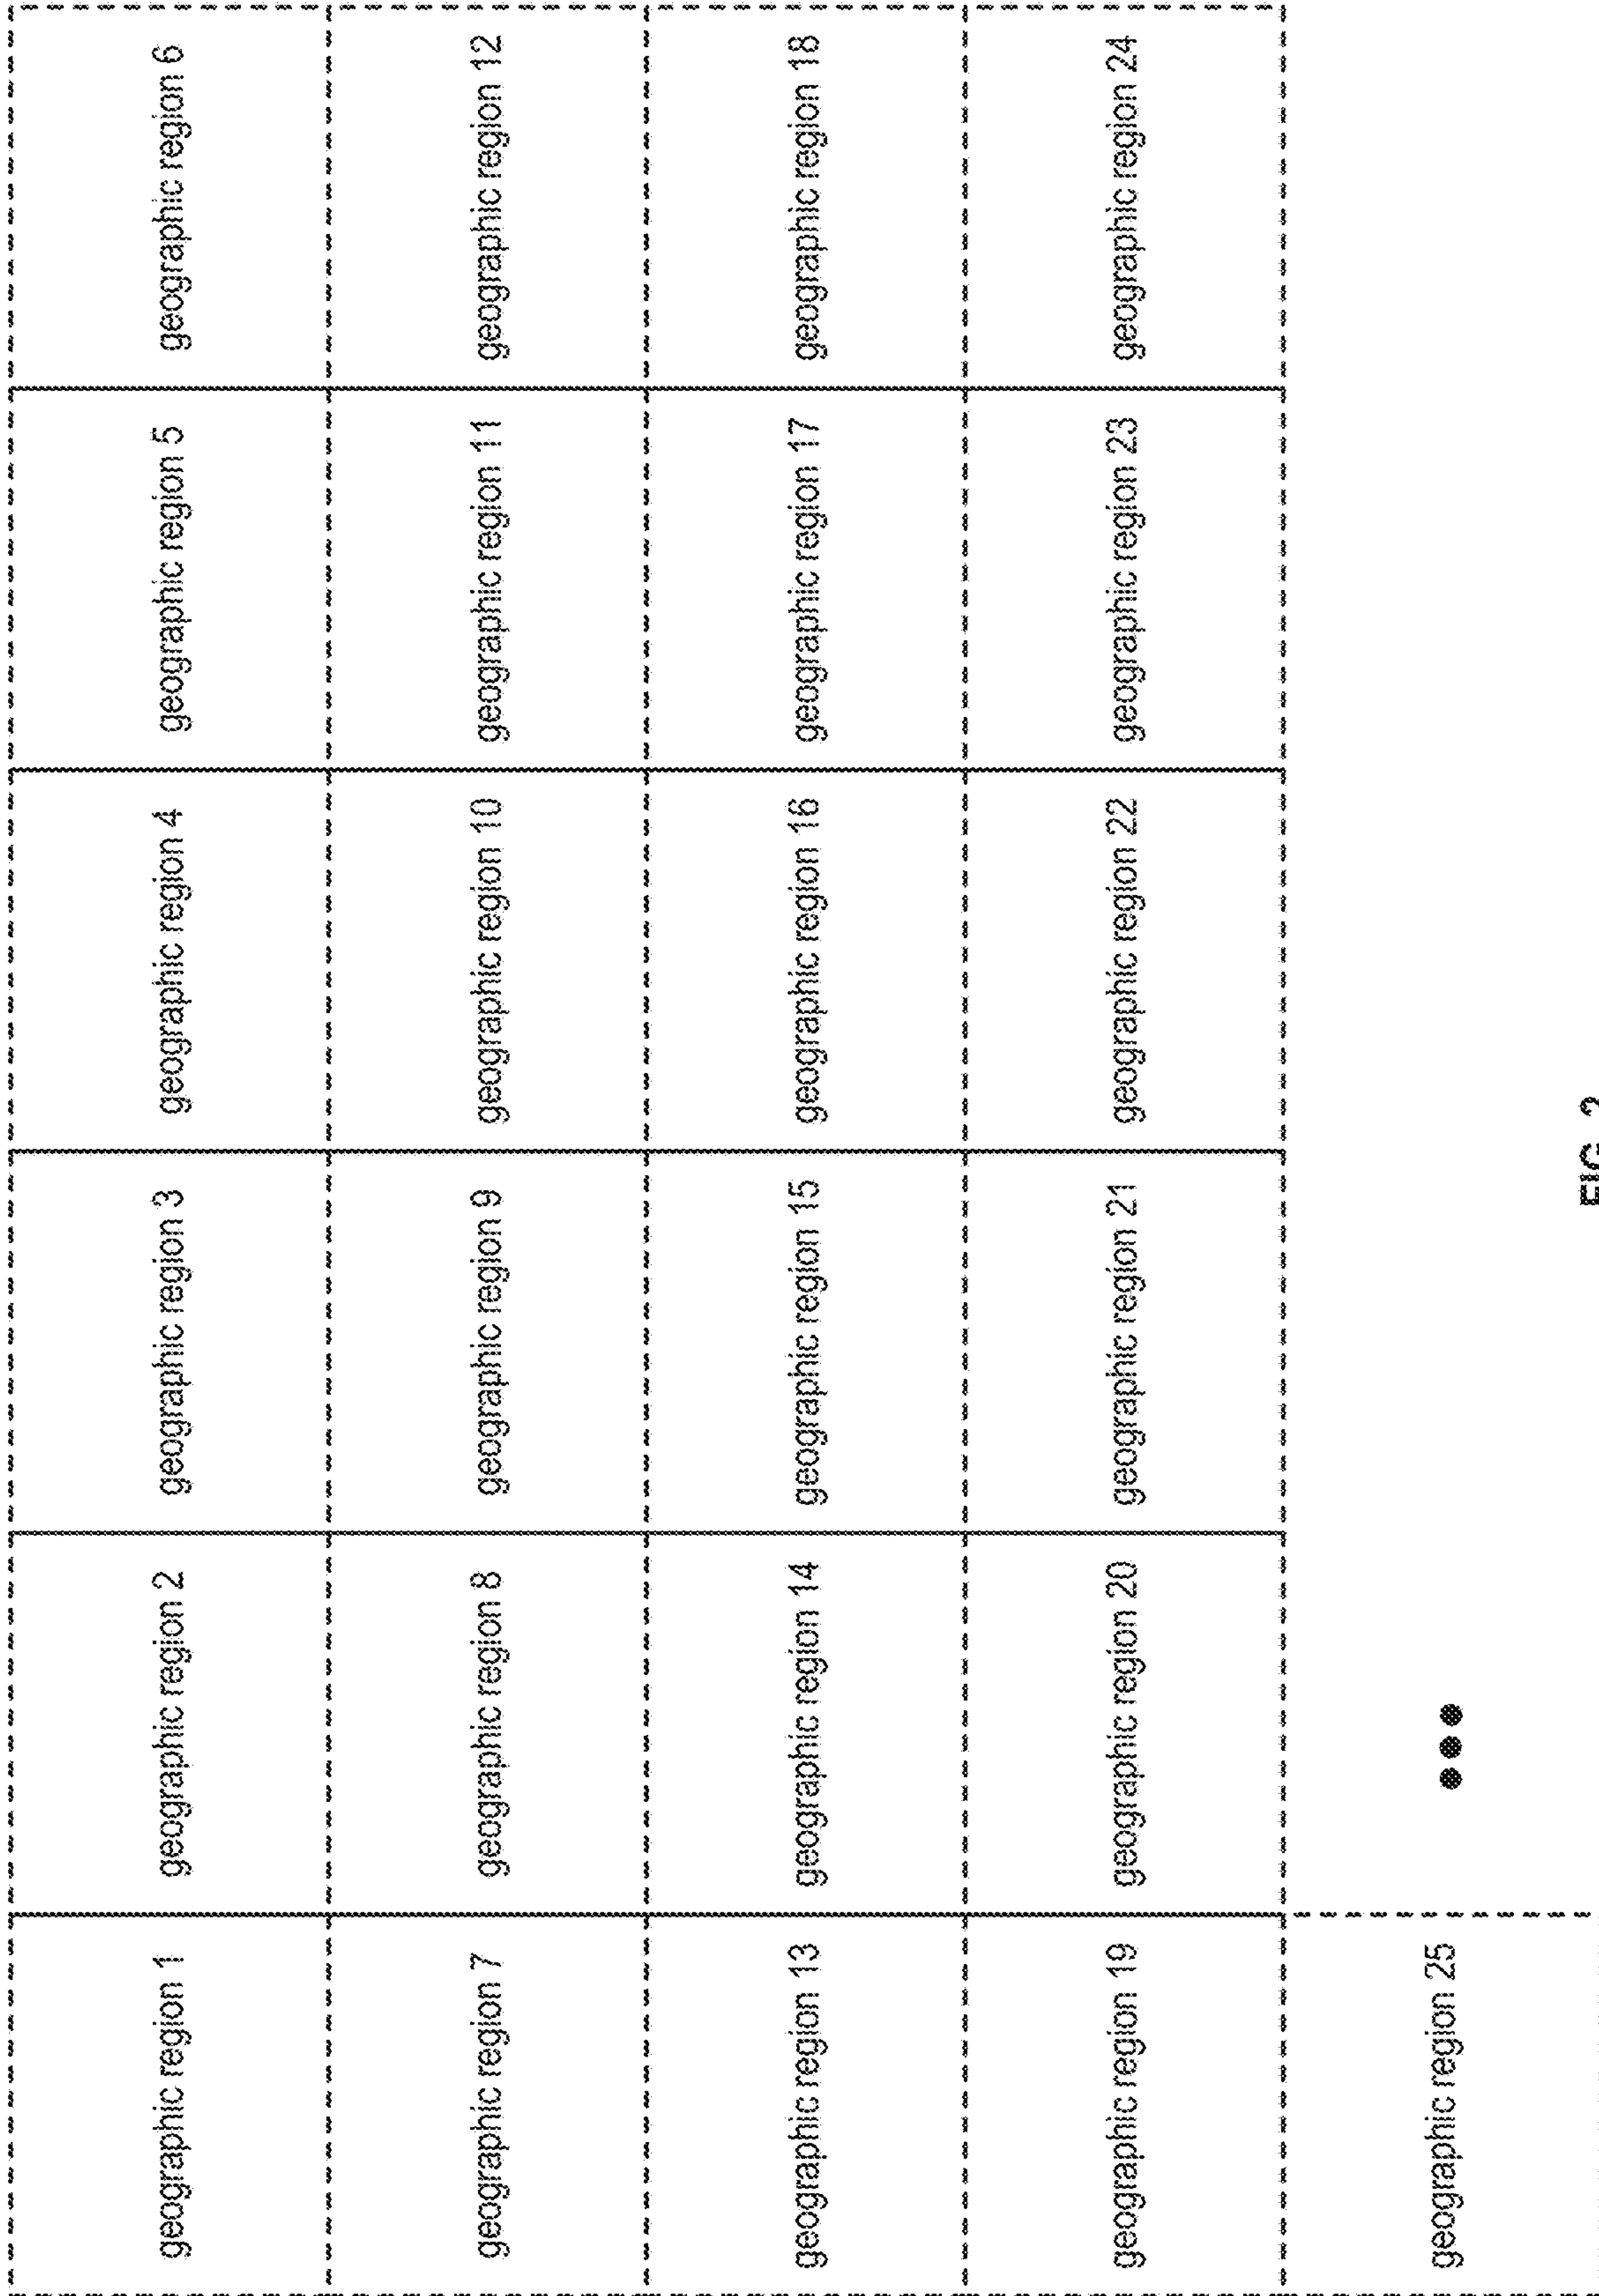 geographic region 1
geographic region 2
geographic region 3
geographic region 4
geographic region 5
geographic region 6
geographic region 7
geographic region 8
geographic region 9
geographic region 10
geographic region 11
geographic region 12
geographic region 13
geographic region 14
geographic region 15
geographic region 16
geographic region 17
geographic region 18
geographic region 19
geographic region 20
geographic region 21
geographic region 22
geographic region 23
geographic region 24
geographic region 25
•••
FIG. 2